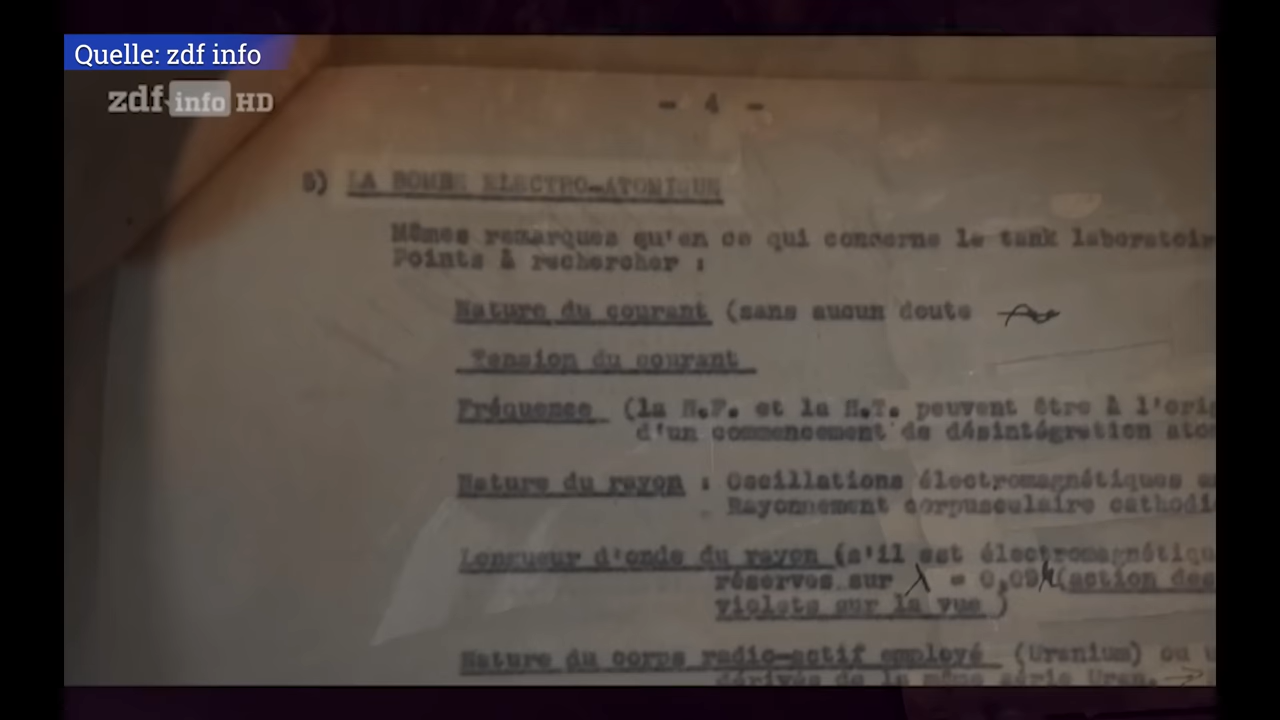 Quelle: zdf info
zdf info HD
- 4 -
5) LA BOMBE ELECTRO-ATOMIQUE
Mêmes remarques qu'en ce qui concerne le tank laboratoir
Points à rechercher :
Nature du courant (sans aucun doute
Tension du courant
Fréquence (la H.F. et la H.T. peuvent être à l'orig
d'un commencement de désintégration ato
Nature du rayon : Oscillations électromagnétiques
Rayonnement corpusculaire cathodi
Longueur d'onde du rayon (s'il est électromagnétiqu
réserves sur λ = 0,09 (action des
violets sur la vue )
Nature du corps radio-actif employé (Uranium) ou
dérivés de la même série Uran.